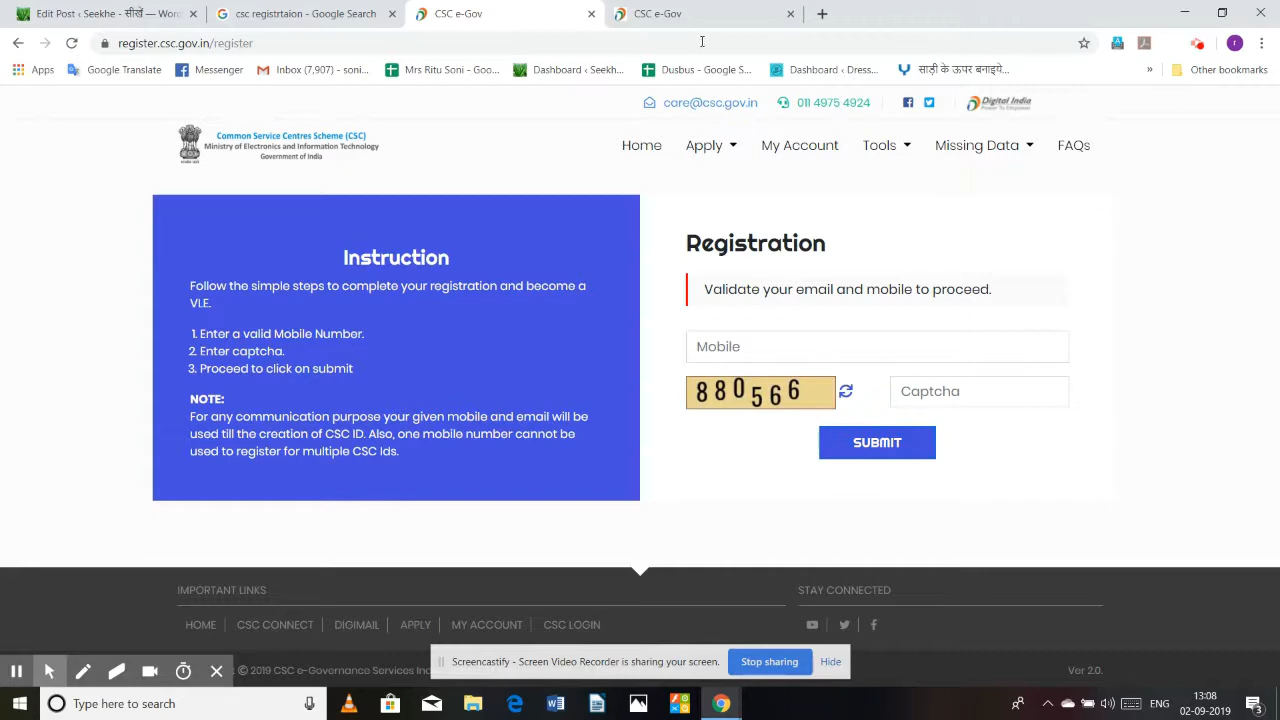 Edit Post ‹ Seekhe - सीखें — Wor
csc registration - Google Search
CSC e-Gov
CSC e-Gov
register.csc.gov.in/register
Apps
Google Translate
Messenger
Inbox (7,907) - soni...
Mrs Ritu Soni - Goo...
Dashboard ‹ Seekh...
Dusbus - Google S...
Dashboard ‹ Dress...
साड़ी के ऊपर बनाइपे...
»
Other bookmarks
care@csc.gov.in
011 4975 4924
Digital India
Power To Empower
Common Service Centres Scheme (CSC)
Ministry of Electronics and Information Technology
Government of India
Home
Apply
My Account
Tools
Missing Data
FAQs
Instruction
Follow the simple steps to complete your registration and become a
VLE.
1. Enter a valid Mobile Number.
2. Enter captcha.
3. Proceed to click on submit
NOTE:
For any communication purpose your given mobile and email will be
used till the creation of CSC ID. Also, one mobile number cannot be
used to register for multiple CSC Ids.
Registration
Validate your email and mobile to proceed.
Mobile
880566
Captcha
SUBMIT
IMPORTANT LINKS
HOME
CSC CONNECT
DIGIMAIL
APPLY
MY ACCOUNT
CSC LOGIN
STAY CONNECTED
© 2019 CSC e-Governance Services In
Ver 2.0.
Screencastify - Screen Video Recorder is sharing your screen.
Stop sharing
Hide
Type here to search
ENG
13:08
02-09-2019
3